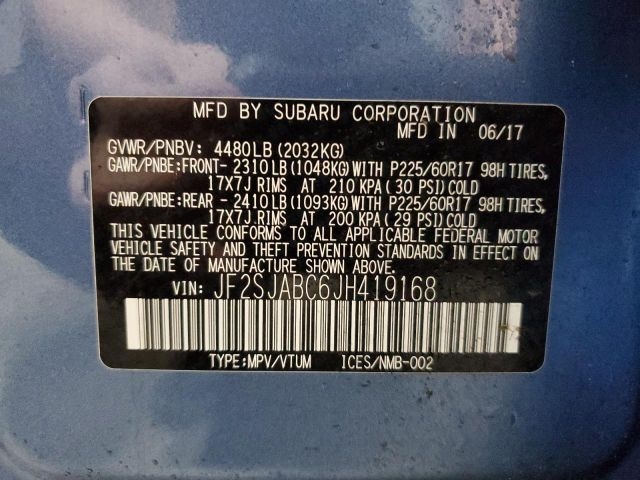 MFD BY SUBARU CORPORATION
MFD IN 06/17
GVWR/PNBV: 4480LB (2032KG)
GAWR/PNBE:FRONT- 2310LB (1048KG) WITH P225/60R17 98H TIRES,
17X7J RIMS AT 210 KPA ( 30 PSI) COLD
GAWR/PNBE:REAR - 2410LB (1093KG) WITH P225/60R17 98H TIRES,
17X7J RIMS AT 200 KPA ( 29 PSI) COLD
THIS VEHICLE CONFORMS TO ALL APPLICABLE FEDERAL MOTOR
VEHICLE SAFETY AND THEFT PREVENTION STANDARDS IN EFFECT ON
THE DATE OF MANUFACTURE SHOWN ABOVE.
VIN: JF2SJABC6JH419168
TYPE:MPV/VTUM ICES/NMB-002